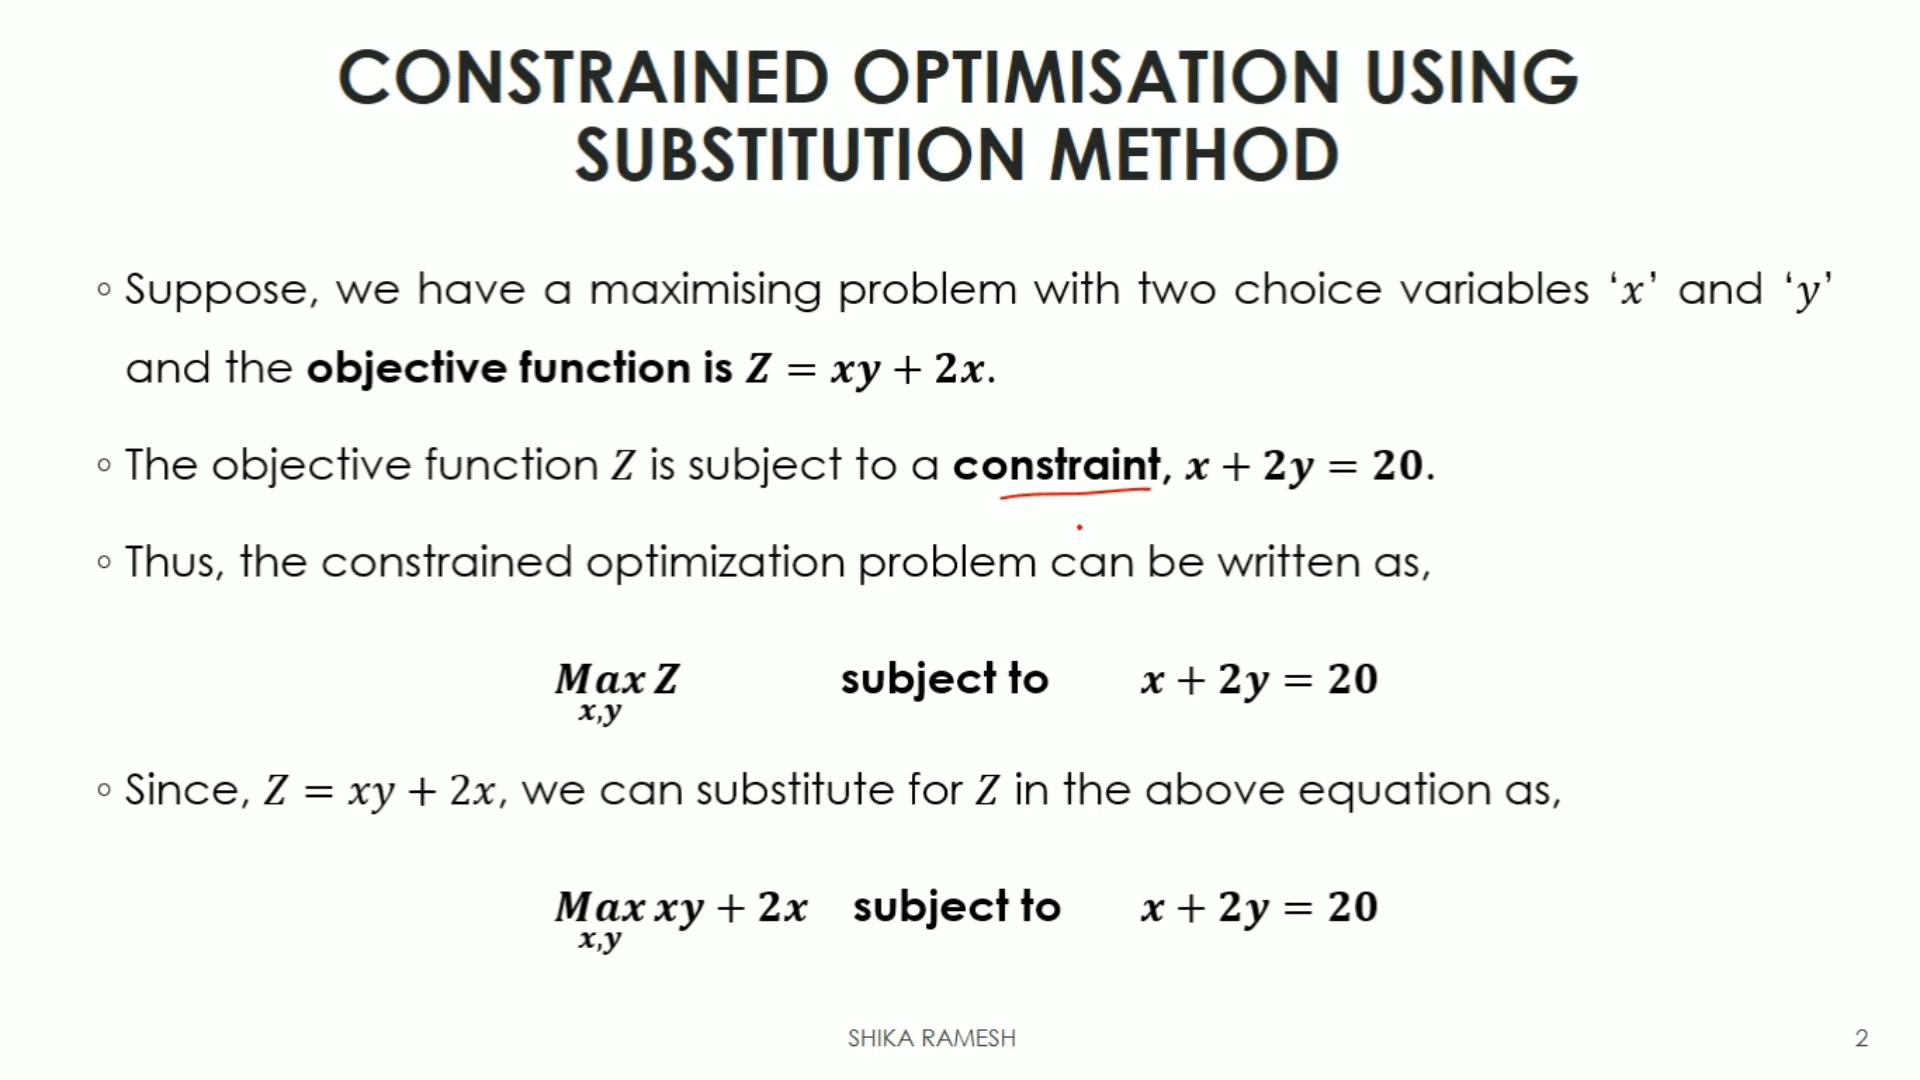 CONSTRAINED OPTIMISATION USING
SUBSTITUTION METHOD
◦ Suppose, we have a maximising problem with two choice variables ‘x’ and ‘y’
and the objective function is Z = xy + 2x.
◦ The objective function Z is subject to a constraint, x + 2y = 20.
◦ Thus, the constrained optimization problem can be written as,
Max Z subject to x + 2y = 20
x,y
◦ Since, Z = xy + 2x, we can substitute for Z in the above equation as,
Max xy + 2x subject to x + 2y = 20
x,y
SHIKA RAMESH 2